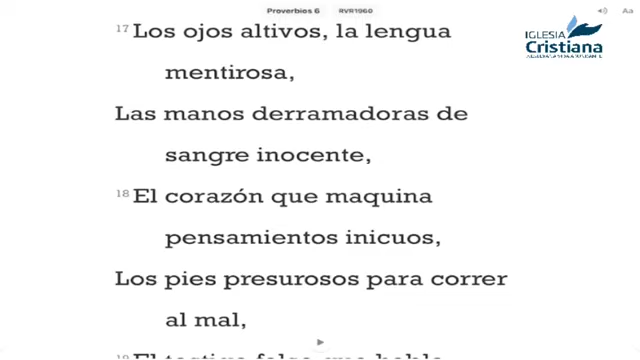 Proverbios 6 RVR1960
Aa
IGLESIA
Cristiana
17 Los ojos altivos, la lengua
mentirosa,
Las manos derramadoras de
sangre inocente,
18 El corazón que maquina
pensamientos inicuos,
Los pies presurosos para correr
al mal,